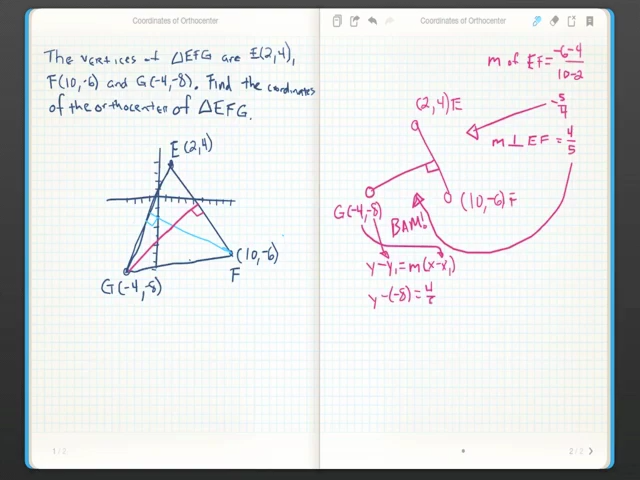 Coordinates of Orthocenter
The vertices of △EFG are E(2,4),
F(10,-6) and G(-4,-8). Find the coordinates
of the orthocenter of △EFG.
E (2,4)
(10,-6)
F
G(-4,-8)
1/2
Coordinates of Orthocenter
m of EF = -6-4
10-2
-5
4
m⊥EF = 4
5
(2,4)E
(10,-6)F
G(-4,-8)
BAM!
y-y₁=m(x-x₁)
y-(-8)=4
2/2